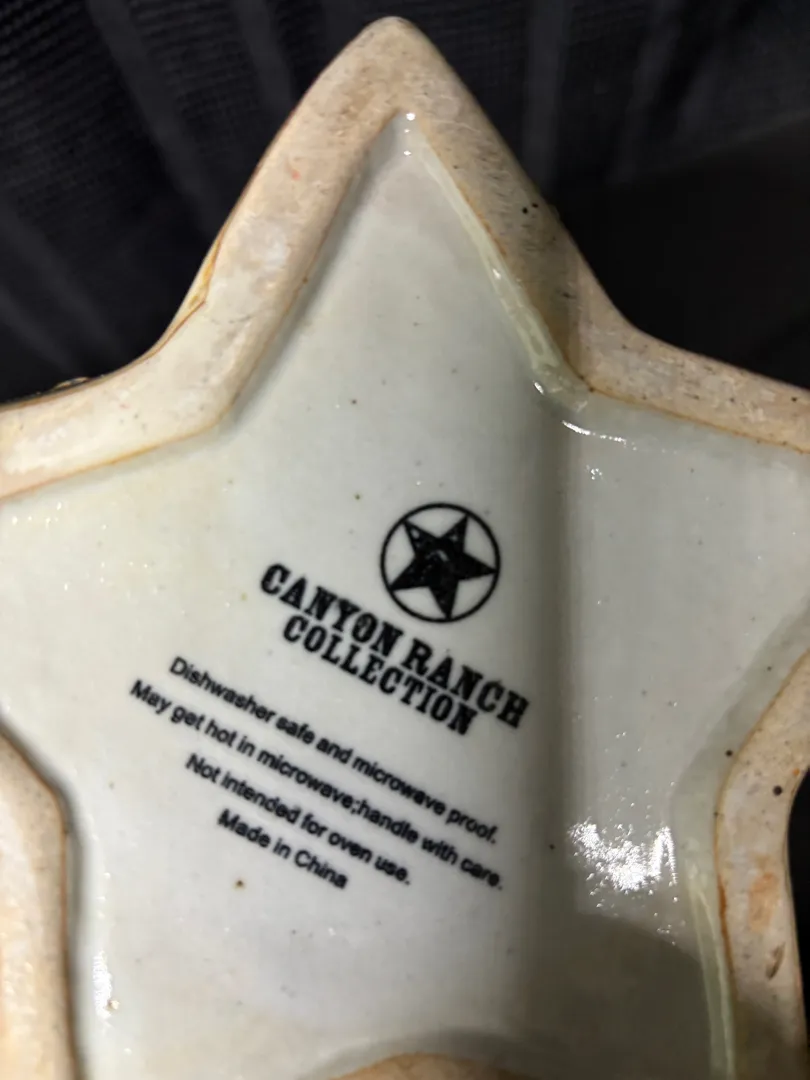 CANYON RANCH
COLLECTION
Dishwasher safe and microwave proof.
May get hot in microwave;handle with care.
Not intended for oven use.
Made in China